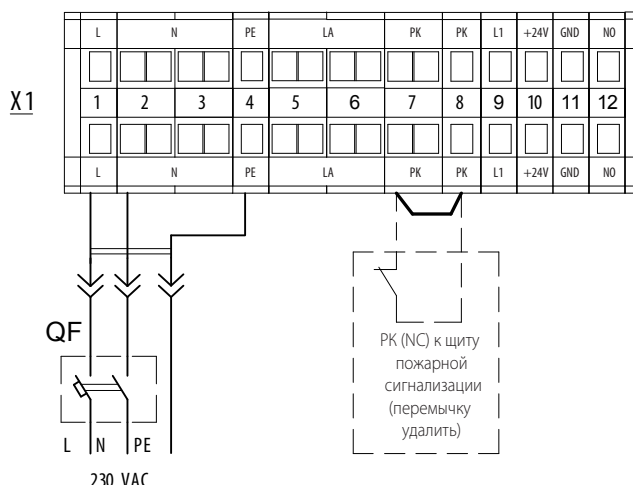 L N PE LA PK PK L1 +24V GND NO
X1 1 2 3 4 5 6 7 8 9 10 11 12
L N PE LA PK PK L1 +24V GND NO
QF
PK (NC) к щиту
пожарной
сигнализации
(перемычку
удалить)
L N PE
230 VAC